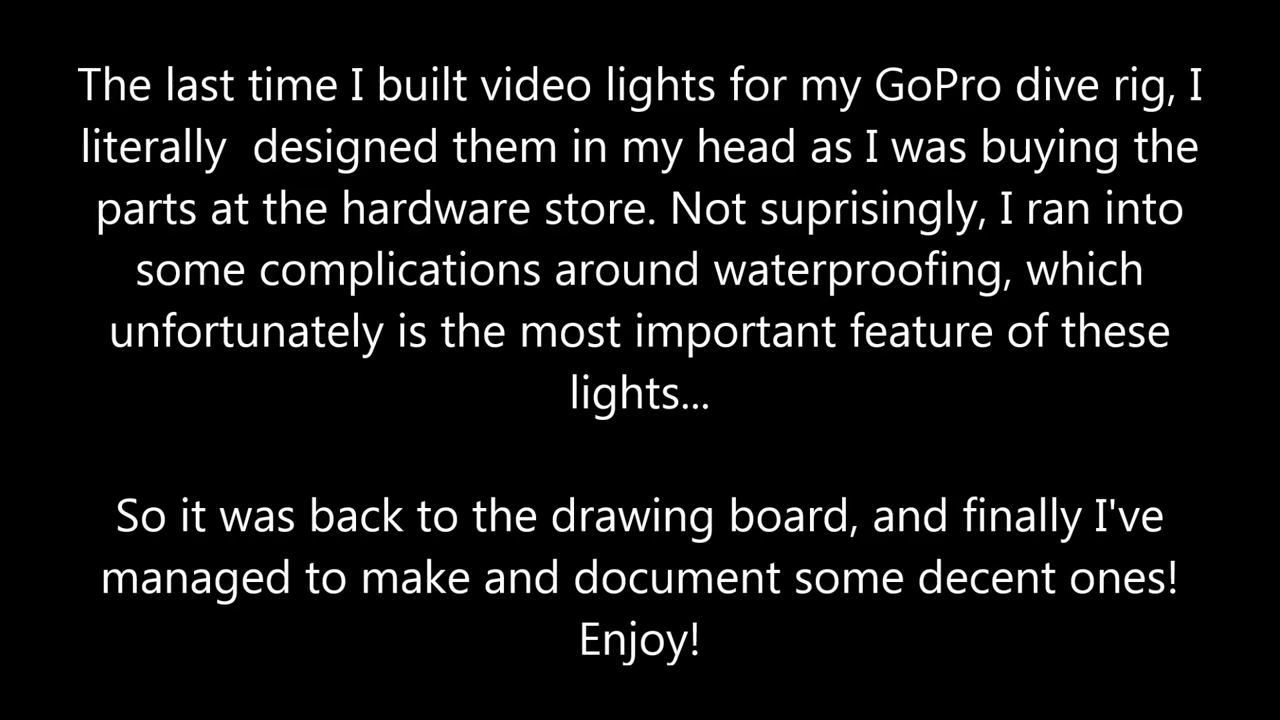 The last time I built video lights for my GoPro dive rig, I
literally  designed them in my head as I was buying the
parts at the hardware store. Not suprisingly, I ran into
some complications around waterproofing, which
unfortunately is the most important feature of these
lights...
So it was back to the drawing board, and finally I've
managed to make and document some decent ones!
Enjoy!